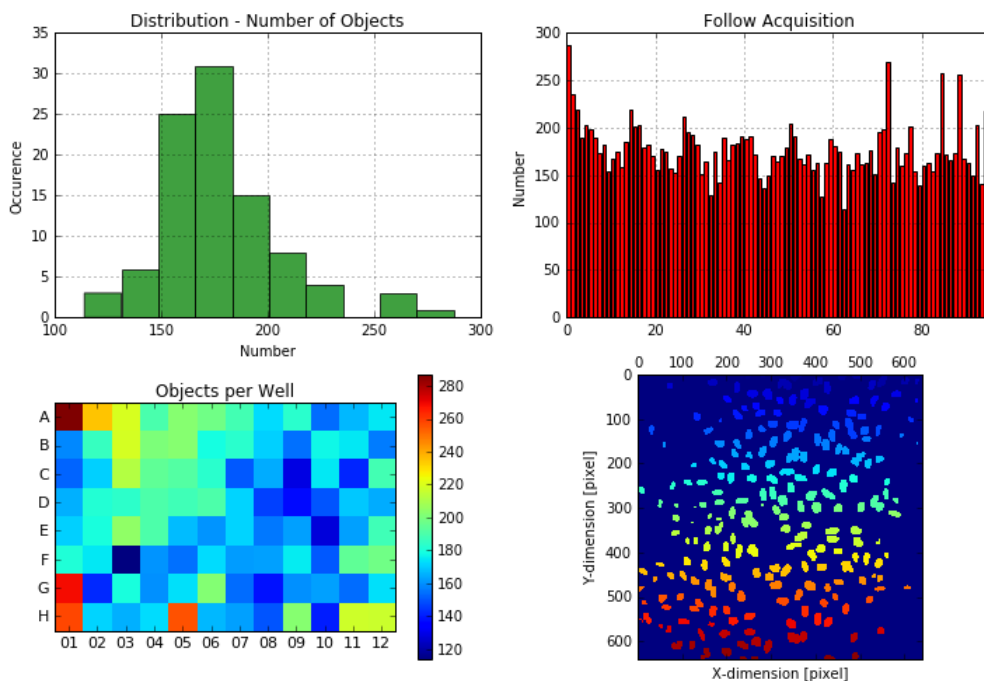 Distribution - Number of Objects
35
30
25
20
15
10
5
0
Occurence
100 150 200 250 300
Number
Follow Acquisition
300
250
200
150
100
50
0
Number
0 20 40 60 80
Objects per Well
A
B
C
D
E
F
G
H
01 02 03 04 05 06 07 08 09 10 11 12
280
260
240
220
200
180
160
140
120
0 100 200 300 400 500 600
0
100
200
300
400
500
600
Y-dimension [pixel]
X-dimension [pixel]